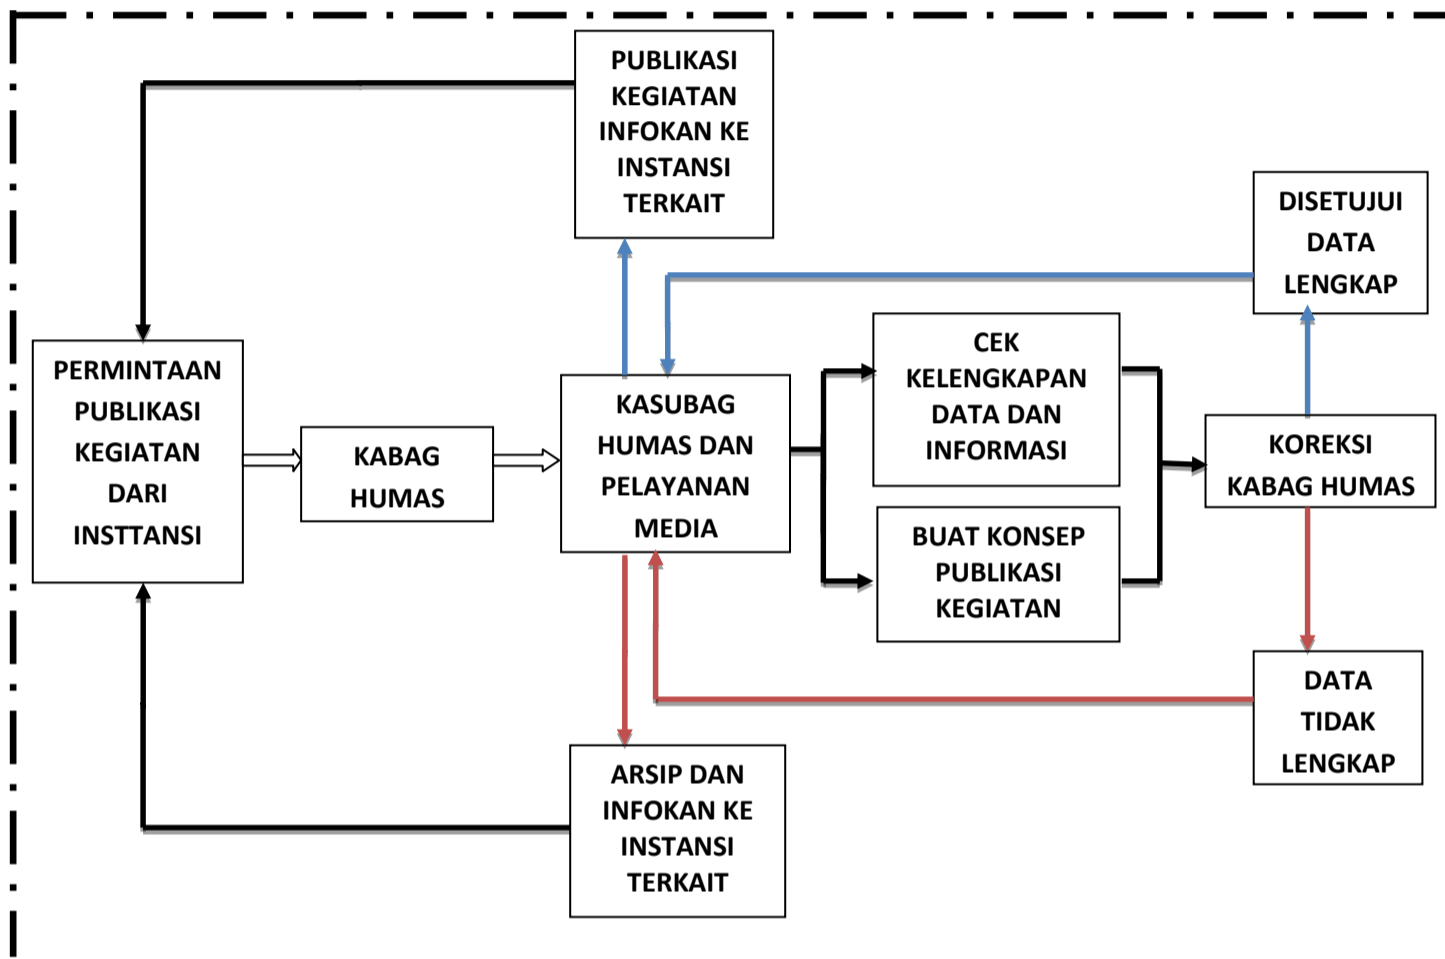 PUBLIKASI
KEGIATAN
INFOKAN KE
INSTANSI
TERKAIT
DISETUJUI
DATA
LENGKAP
PERMINTAAN
PUBLIKASI
KEGIATAN
DARI
INSTTANSI
KABAG
HUMAS
KASUBAG
HUMAS DAN
PELAYANAN
MEDIA
CEK
KELENGKAPAN
DATA DAN
INFORMASI
BUAT KONSEP
PUBLIKASI
KEGIATAN
KOREKSI
KABAG HUMAS
DATA
TIDAK
LENGKAP
ARSIP DAN
INFOKAN KE
INSTANSI
TERKAIT